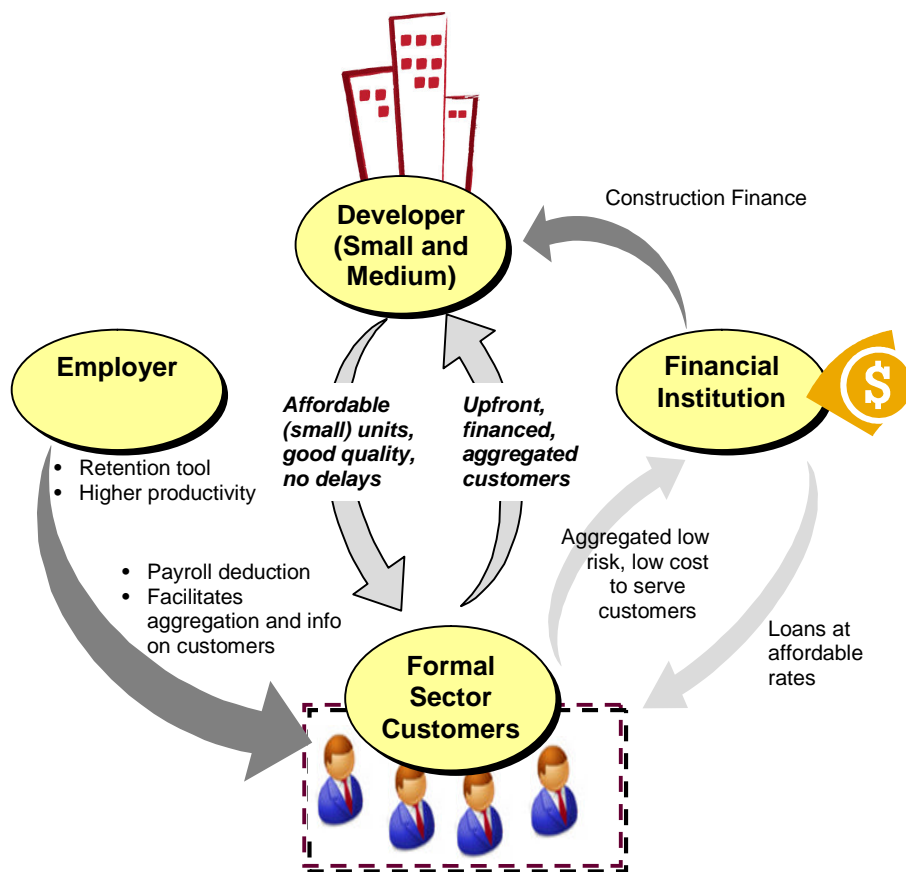 Developer
(Small and
Medium)
Construction Finance
Employer
Financial
Institution
$
• Retention tool
• Higher productivity
Affordable
(small) units,
good quality,
no delays
Upfront,
financed,
aggregated
customers
• Payroll deduction
• Facilitates
aggregation and info
on customers
Aggregated low
risk, low cost
to serve
customers
Loans at
affordable
rates
Formal
Sector
Customers